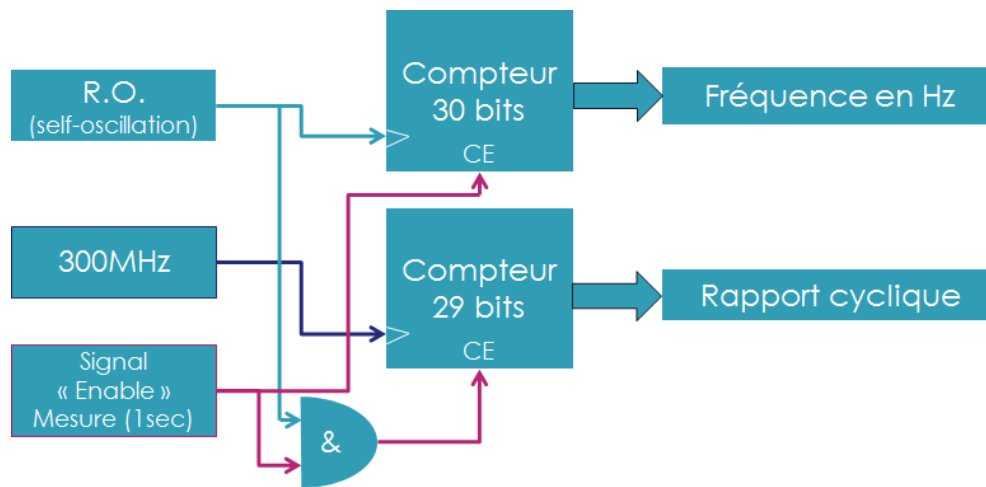 R.O.
(self-oscillation)
Compteur
30 bits
CE
Fréquence en Hz
300MHz
Compteur
29 bits
CE
Rapport cyclique
Signal
« Enable »
Mesure (1sec)
&